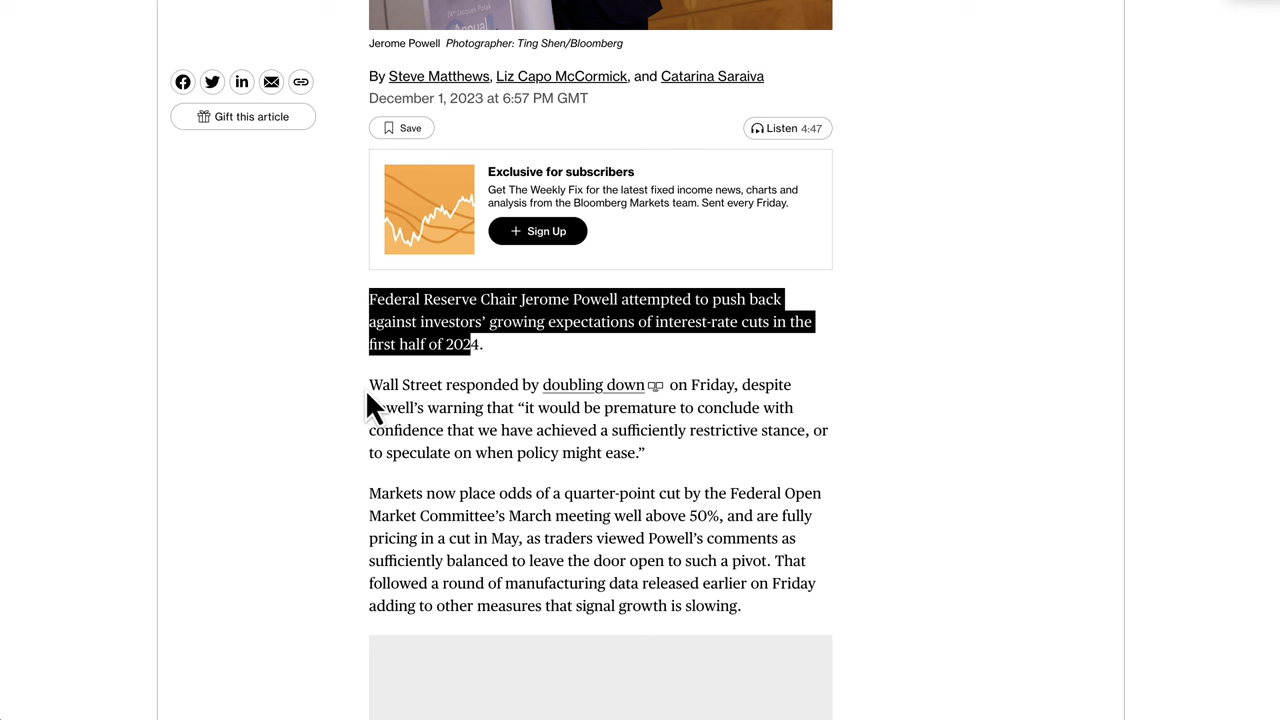 18th Jacques Polak
Annual
Jerome Powell Photographer: Ting Shen/Bloomberg
By Steve Matthews, Liz Capo McCormick, and Catarina Saraiva
December 1, 2023 at 6:57 PM GMT
Gift this article
Save
Listen 4:47
Exclusive for subscribers
Get The Weekly Fix for the latest fixed income news, charts and
analysis from the Bloomberg Markets team. Sent every Friday.
+ Sign Up
Federal Reserve Chair Jerome Powell attempted to push back
against investors’ growing expectations of interest-rate cuts in the
first half of 2024.
Wall Street responded by doubling down on Friday, despite
Powell’s warning that “it would be premature to conclude with
confidence that we have achieved a sufficiently restrictive stance, or
to speculate on when policy might ease.”
Markets now place odds of a quarter-point cut by the Federal Open
Market Committee’s March meeting well above 50%, and are fully
pricing in a cut in May, as traders viewed Powell’s comments as
sufficiently balanced to leave the door open to such a pivot. That
followed a round of manufacturing data released earlier on Friday
adding to other measures that signal growth is slowing.